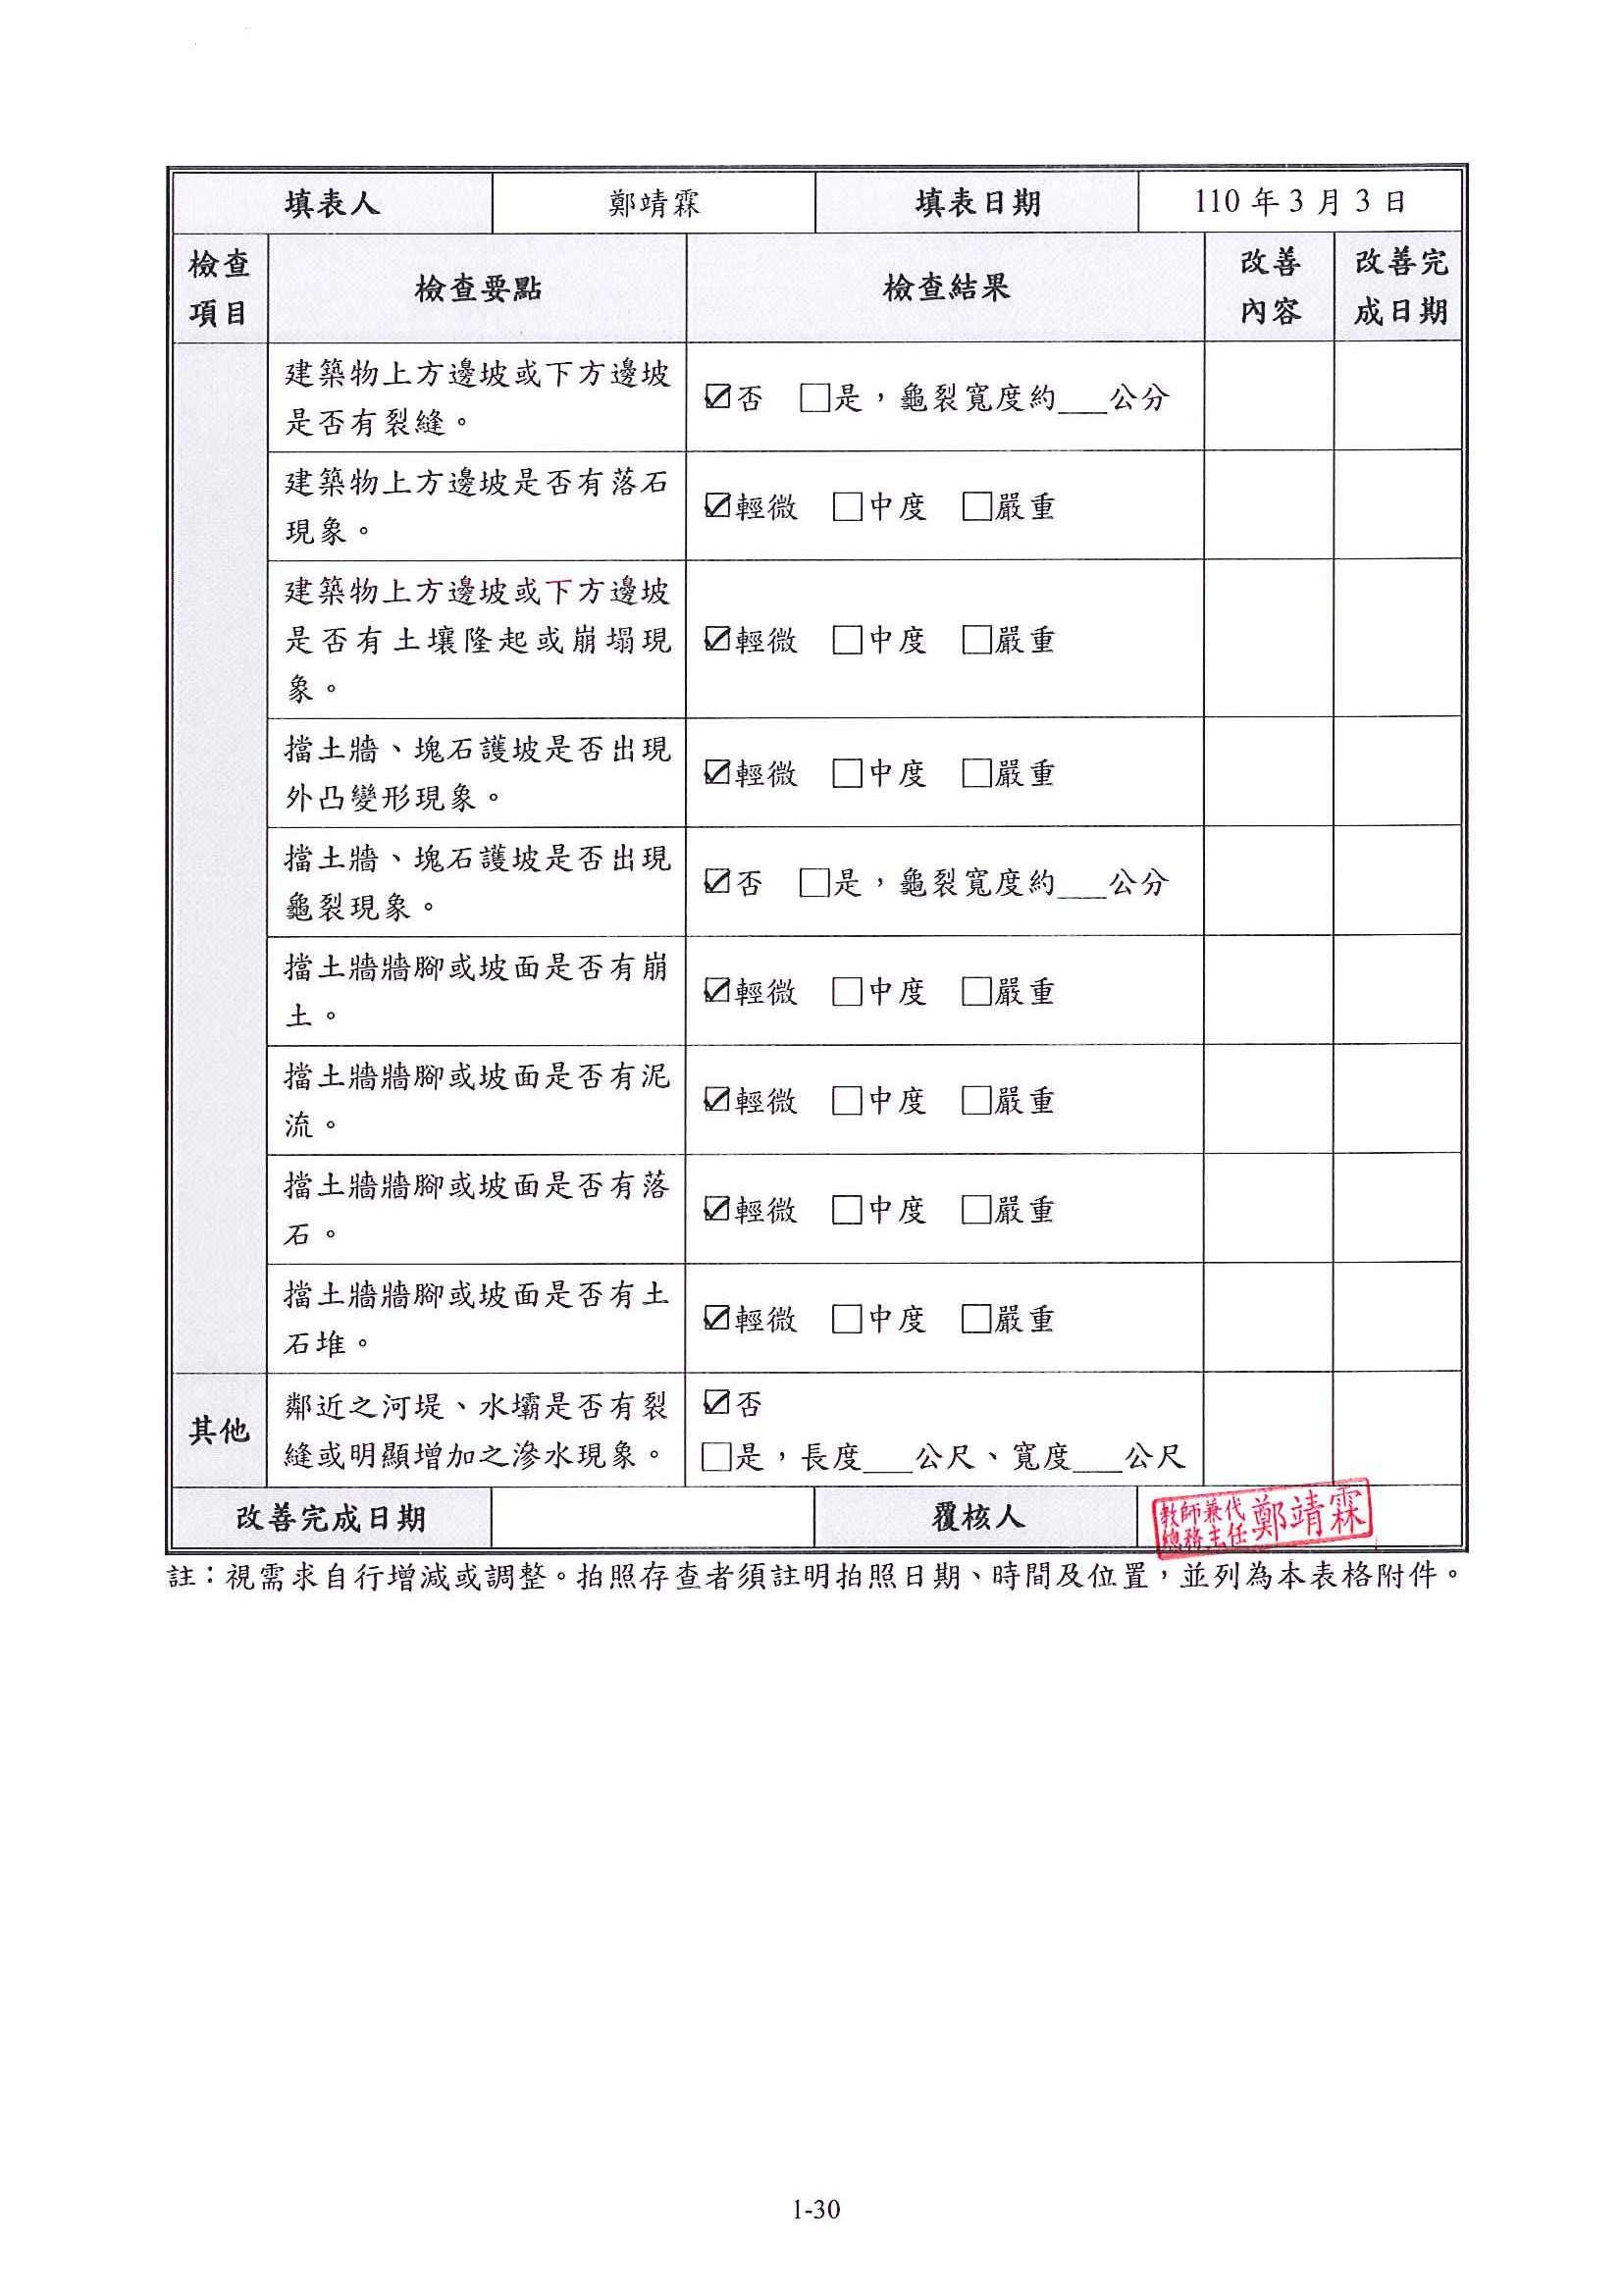 填表人 鄭靖霖 填表日期 110 年 3 月 3 日
檢查項目 檢查要點 檢查結果 改善內容 改善完成日期
建築物上方邊坡或下方邊坡
是否有裂縫。
☑否 □是，龜裂寬度約___公分
建築物上方邊坡是否有落石
現象。
☑輕微 □中度 □嚴重
建築物上方邊坡或下方邊坡
是否有土壤隆起或崩塌現
象。
☑輕微 □中度 □嚴重
擋土牆、塊石護坡是否出現
外凸變形現象。
☑輕微 □中度 □嚴重
擋土牆、塊石護坡是否出現
龜裂現象。
☑否 □是，龜裂寬度約___公分
擋土牆牆腳或坡面是否有崩
土。
☑輕微 □中度 □嚴重
擋土牆牆腳或坡面是否有泥
流。
☑輕微 □中度 □嚴重
擋土牆牆腳或坡面是否有落
石。
☑輕微 □中度 □嚴重
擋土牆牆腳或坡面是否有土
石堆。
☑輕微 □中度 □嚴重
其他
鄰近之河堤、水壩是否有裂
縫或明顯增加之滲水現象。
☑否
□是，長度___公尺、寬度___公尺
改善完成日期 覆核人
教師兼代
總務主任 鄭靖霖
註：視需求自行增減或調整。拍照存查者須註明拍照日期、時間及位置，並列為本表格附件。
1-30